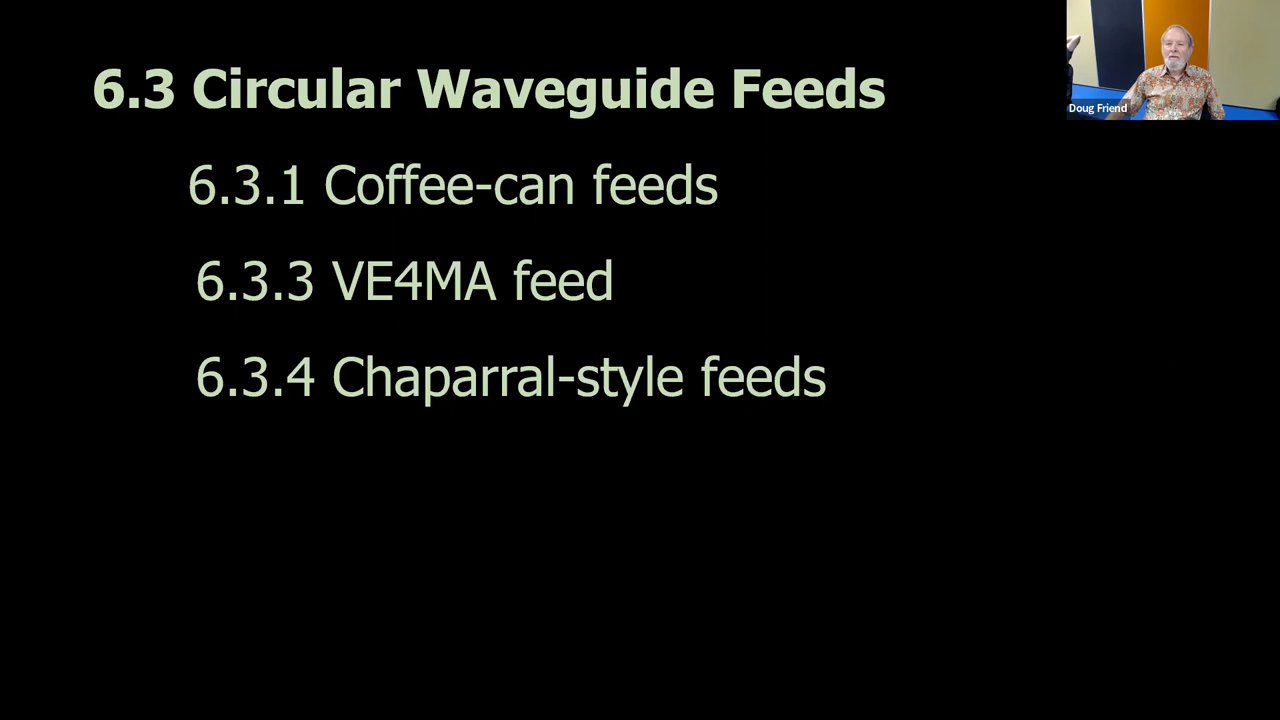 6.3 Circular Waveguide Feeds
6.3.1 Coffee-can feeds
6.3.3 VE4MA feed
6.3.4 Chaparral-style feeds
Doug Friend